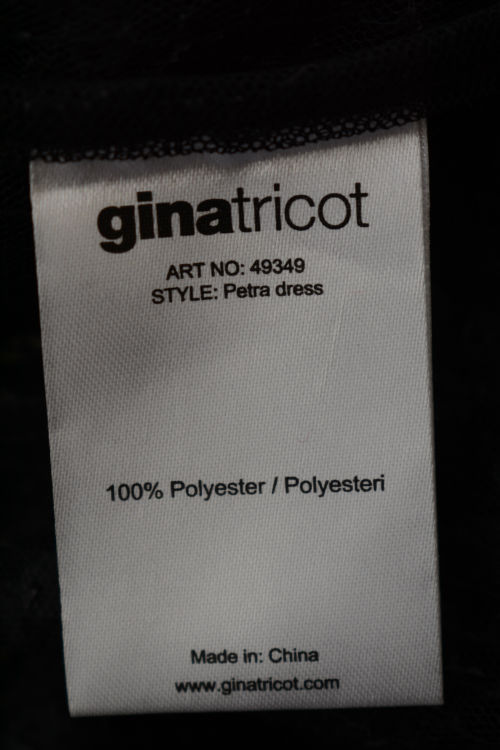 ginatricot
ART NO: 49349
STYLE: Petra dress
100% Polyester / Polyesteri
Made in: China
www.ginatricot.com